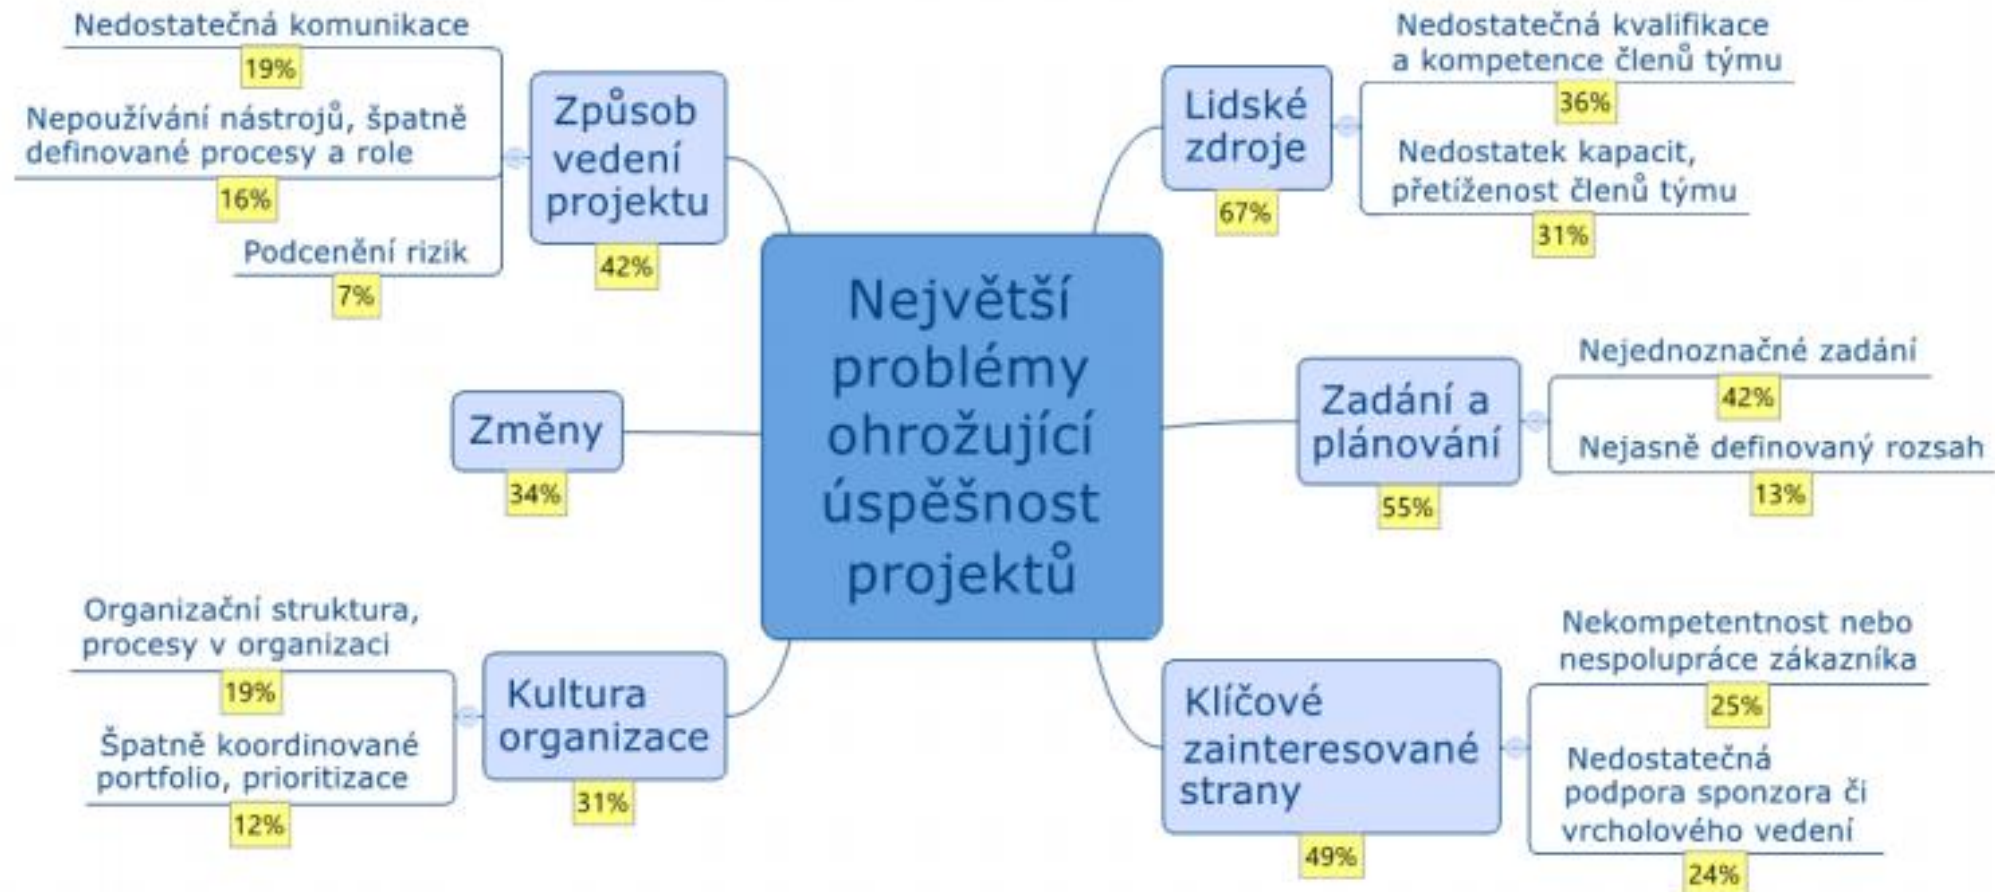 Největší
problémy
ohrožující
úspěšnost
projektů
Způsob
vedení
projektu
42%
Nedostatečná komunikace
19%
Nepoužívání nástrojů, špatně
definované procesy a role
16%
Podcenění rizik
7%
Změny
34%
Kultura
organizace
31%
Organizační struktura,
procesy v organizaci
19%
Špatně koordinované
portfolio, prioritizace
12%
Lidské
zdroje
67%
Nedostatečná kvalifikace
a kompetence členů týmu
36%
Nedostatek kapacit,
přetíženost členů týmu
31%
Zadání a
plánování
55%
Nejednoznačné zadání
42%
Nejasně definovaný rozsah
13%
Klíčové
zainteresované
strany
49%
Nekompetentnost nebo
nespolupráce zákazníka
25%
Nedostatečná
podpora sponzora či
vrcholového vedení
24%